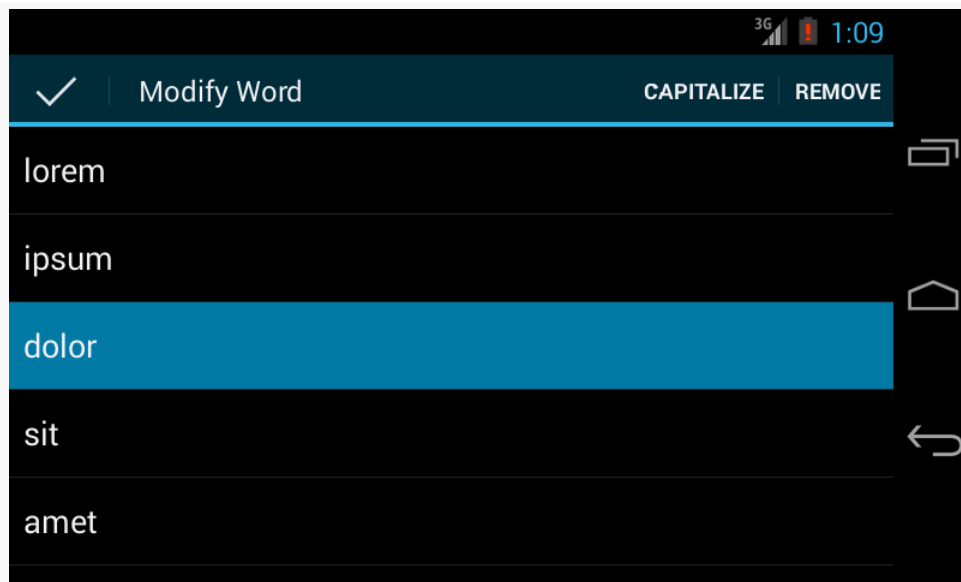 3G 1:09
Modify Word CAPITALIZE REMOVE
lorem
ipsum
dolor
sit
amet